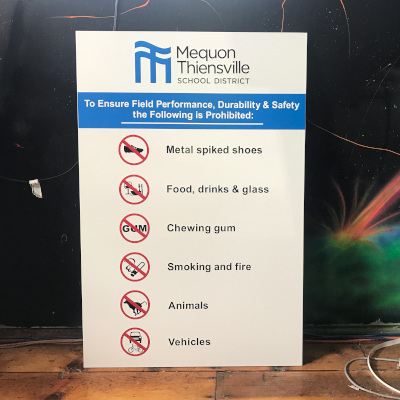 Mequon
Thiensville
SCHOOL DISTRICT
To Ensure Field Performance, Durability & Safety
the Following is Prohibited:
Metal spiked shoes
Food, drinks & glass
GUM
Chewing gum
Smoking and fire
Animals
Vehicles